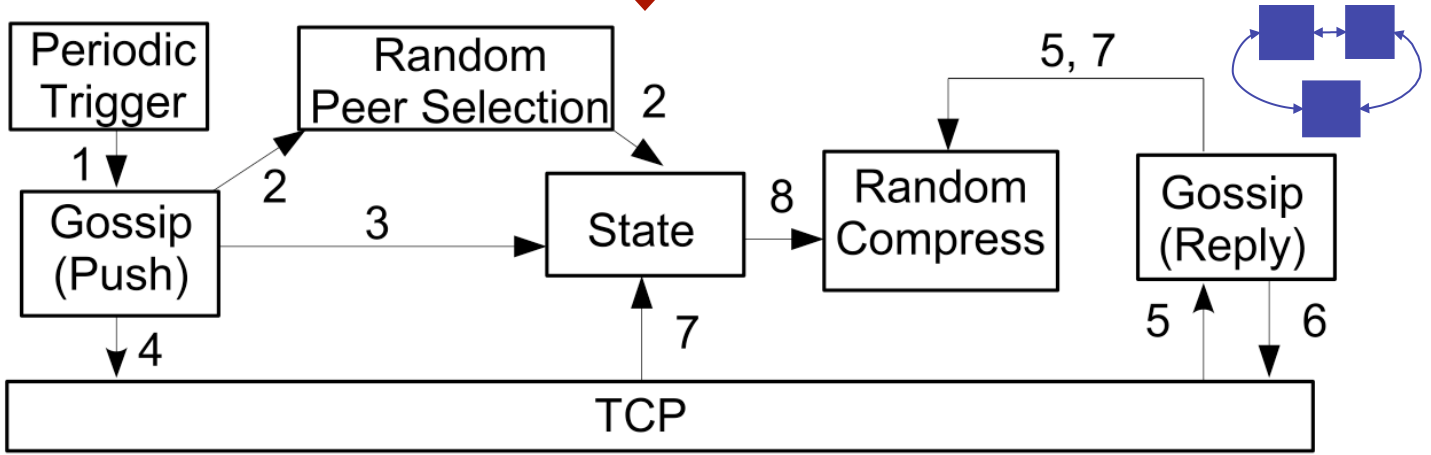 Periodic
Trigger
Random
Peer Selection
5, 7
2
1
2
Gossip
(Push)
3
State
8
Random
Compress
Gossip
(Reply)
4
7
5
6
TCP